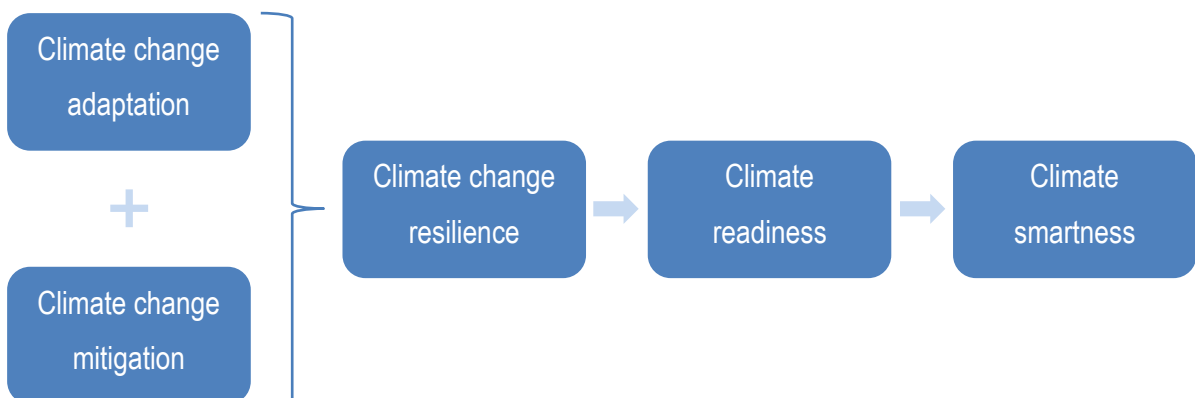 Climate change
adaptation
+
Climate change
mitigation
Climate change
resilience
Climate
readiness
Climate
smartness